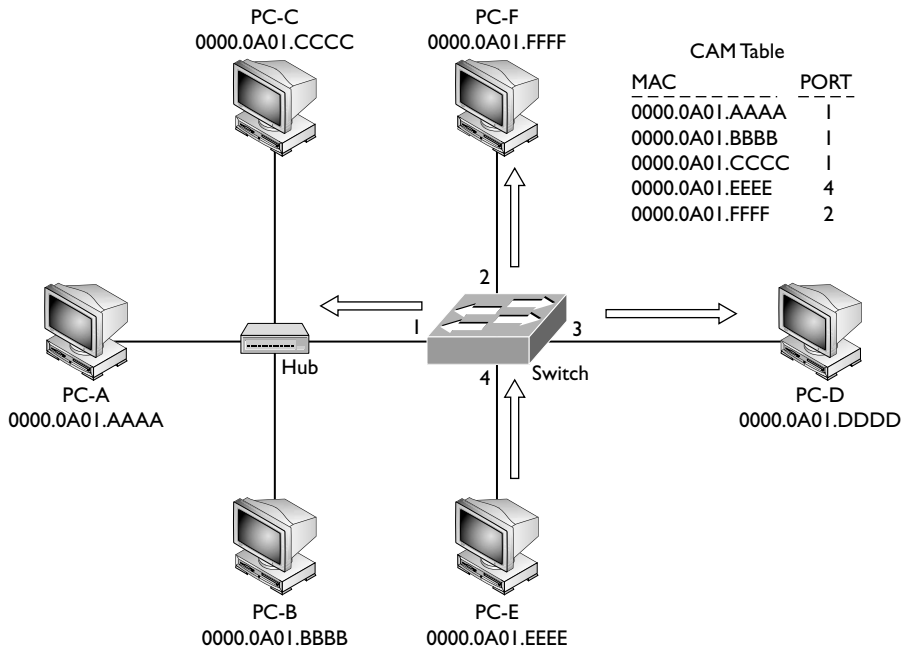 PC-C
0000.0A01.CCCC
PC-F
0000.0A01.FFFF
CAM Table
MAC PORT
0000.0A01.AAAA 1
0000.0A01.BBBB 1
0000.0A01.CCCC 1
0000.0A01.EEEE 4
0000.0A01.FFFF 2
2
1
3
4
Hub
Switch
PC-A
0000.0A01.AAAA
PC-D
0000.0A01.DDDD
PC-B
0000.0A01.BBBB
PC-E
0000.0A01.EEEE